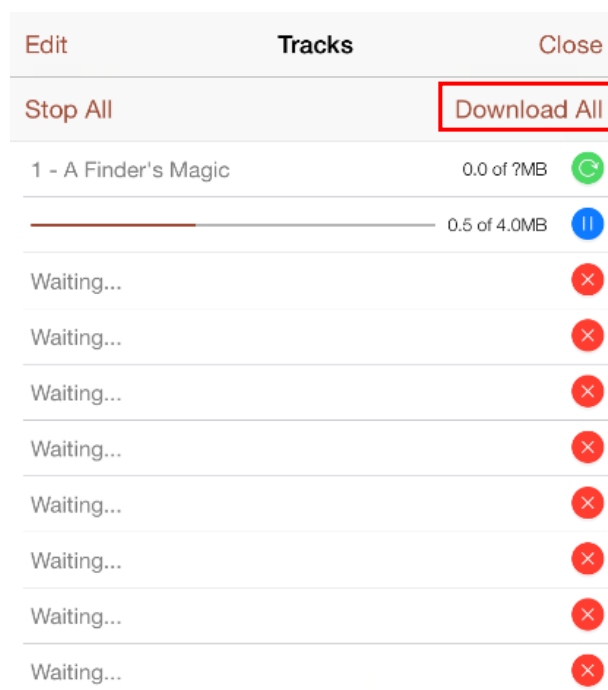 Edit Tracks Close
Stop All Download All
1 - A Finder's Magic 0.0 of ?MB
0.5 of 4.0MB
Waiting...
Waiting...
Waiting...
Waiting...
Waiting...
Waiting...
Waiting...
Waiting...